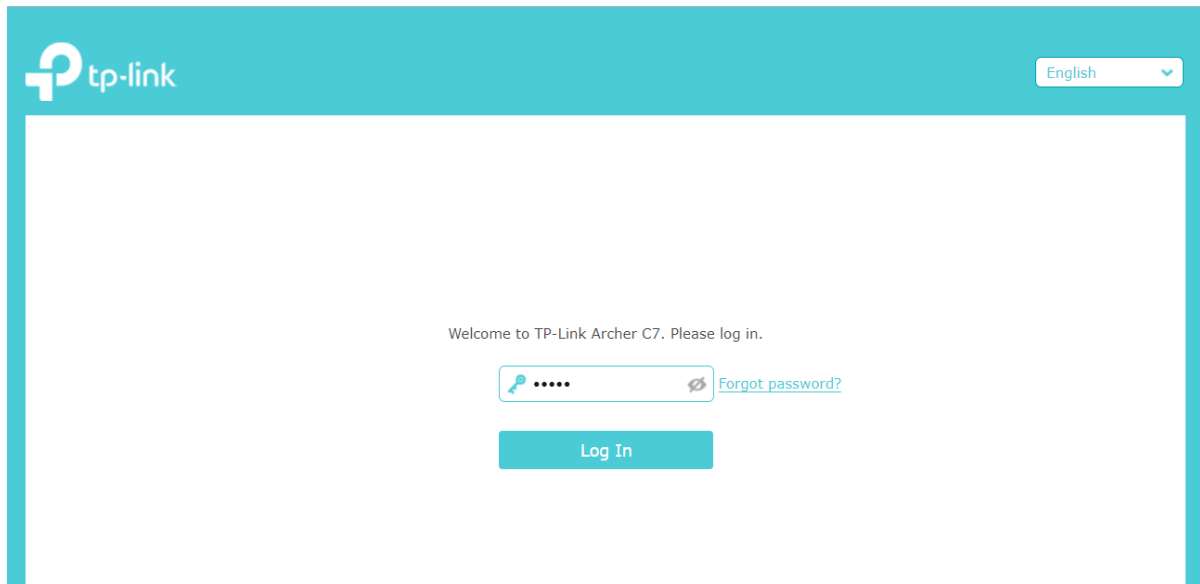 tp-link
English
Welcome to TP-Link Archer C7. Please log in.
••••• Forgot password?
Log In